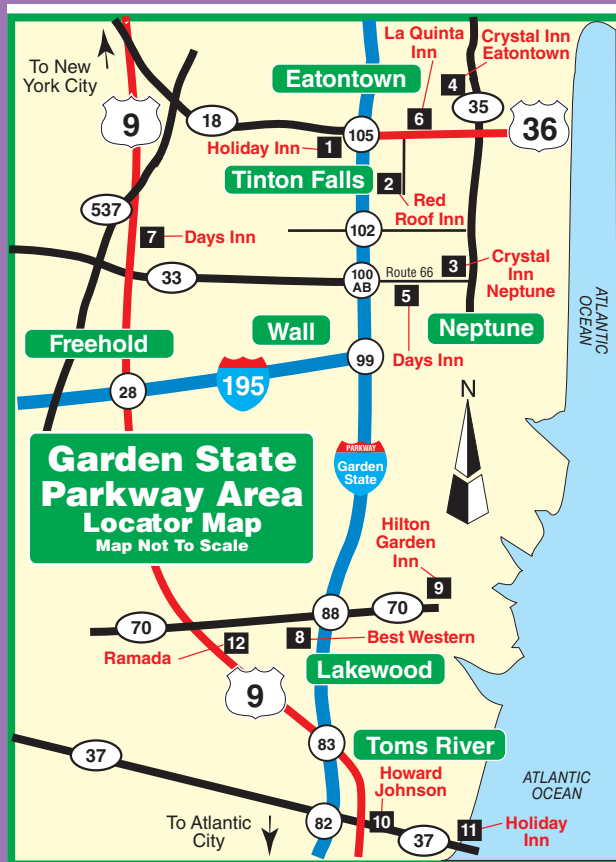 La Quinta
Inn
Crystal Inn
Eatontown
To New
York City
Eatontown
4
9
18
6
35
36
105
Holiday Inn
1
Tinton Falls
2
Red
Roof Inn
537
7
Days Inn
102
33
100
AB
Route 66
3
Crystal
Inn
Neptune
5
ATLANTIC
OCEAN
Freehold
Wall
Neptune
Days Inn
99
195
28
N
Garden State
Parkway Area
Locator Map
Map Not To Scale
PARKWAY
Garden
State
Hilton
Garden
Inn
9
88
70
70
12
8
Best Western
Ramada
Lakewood
9
83
Toms River
37
Howard
Johnson
ATLANTIC
OCEAN
To Atlantic
City
82
10
37
11
Holiday
Inn